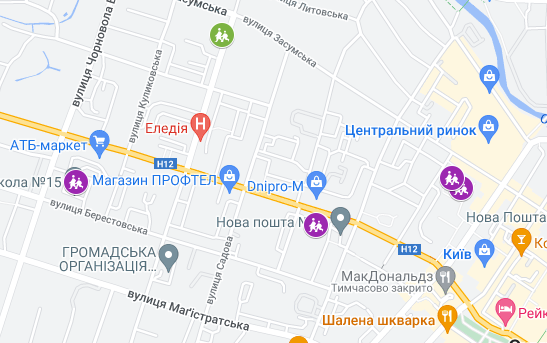 вулиця Литовська
Засумська
вулиця Засумська
вулиця Чорновола В
вулиця Куликовська
Еледія
Центральний ринок
АТБ-маркет
H12
кола №15
Магазин ПРОФТЕЛ
Dnipro-M
вулиця Берестовська
Нова пошта №
Нова Пошта
вулиця Садова
ГРОМАДСЬКА
ОРГАНІЗАЦІЯ...
H12
Київ
МакДональдз
Тимчасово закрито
вулиця Магістратська
Шалена шкварка
Рейк